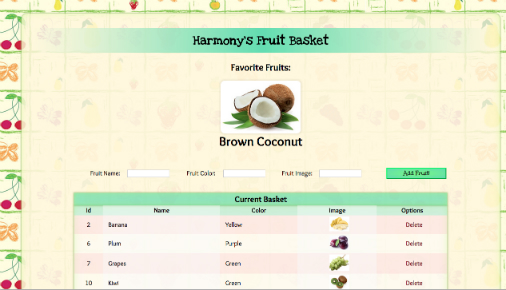 Harmony's Fruit Basket
Favorite Fruits:
Brown Coconut
Fruit Name: Fruit Color: Fruit Image: Add Fruit
Current Basket
Id Name Color Image Options
2 Banana Yellow Delete
6 Plum Purple Delete
7 Grapes Green Delete
10 Kiwi Green Delete